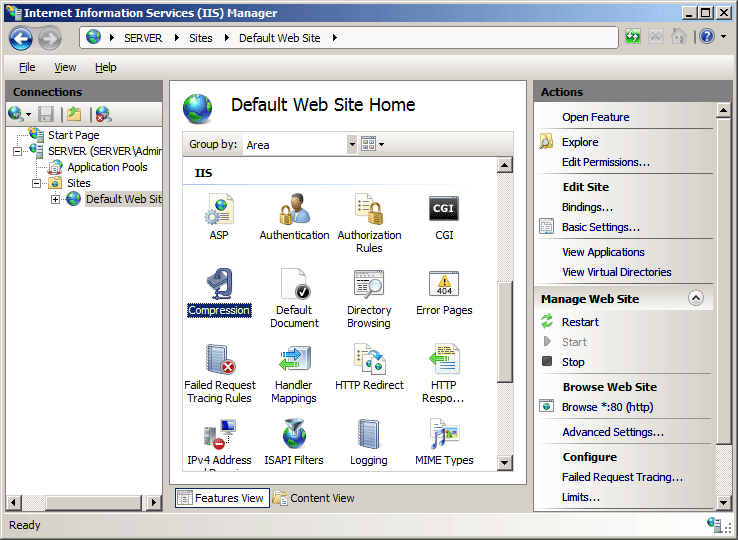 Internet Information Services (IIS) Manager
SERVER
Sites
Default Web Site
File View Help
Connections
Start Page
SERVER (SERVER\Admir
Application Pools
Sites
Default Web Sit
Default Web Site Home
Group by: Area
IIS
ASP
Authentication
Authorization
Rules
CGI
CGI
Compression
Default
Document
Directory
Browsing
404
Error Pages
Failed Request
Tracing Rules
Handler
Mappings
HTTP Redirect
HTTP
Respo...
IPv4 Address
ISAPI Filters
Logging
MIME Types
Features View
Content View
Actions
Open Feature
Explore
Edit Permissions...
Edit Site
Bindings...
Basic Settings...
View Applications
View Virtual Directories
Manage Web Site
Restart
Start
Stop
Browse Web Site
Browse *:80 (http)
Advanced Settings...
Configure
Failed Request Tracing...
Limits...
Ready